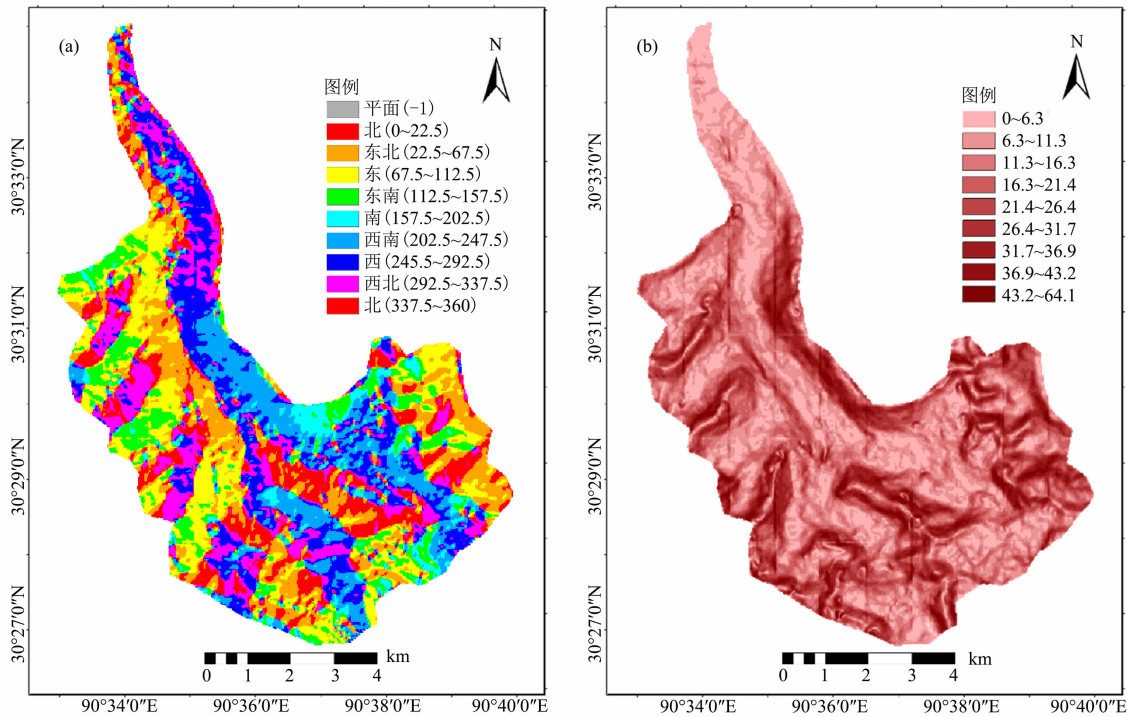 (a)
N
图例
平面(-1)
北(0~22.5)
东北(22.5~67.5)
东(67.5~112.5)
东南(112.5~157.5)
南(157.5~202.5)
西南(202.5~247.5)
西(245.5~292.5)
西北(292.5~337.5)
北(337.5~360)
30°33′0″N
30°31′0″N
30°29′0″N
30°27′0″N
km
0 1 2 3 4
90°34′0″E 90°36′0″E 90°38′0″E 90°40′0″E
(b)
N
图例
0~6.3
6.3~11.3
11.3~16.3
16.3~21.4
21.4~26.4
26.4~31.7
31.7~36.9
36.9~43.2
43.2~64.1
30°33′0″N
30°31′0″N
30°29′0″N
30°27′0″N
km
0 1 2 3 4
90°34′0″E 90°36′0″E 90°38′0″E 90°40′0″E